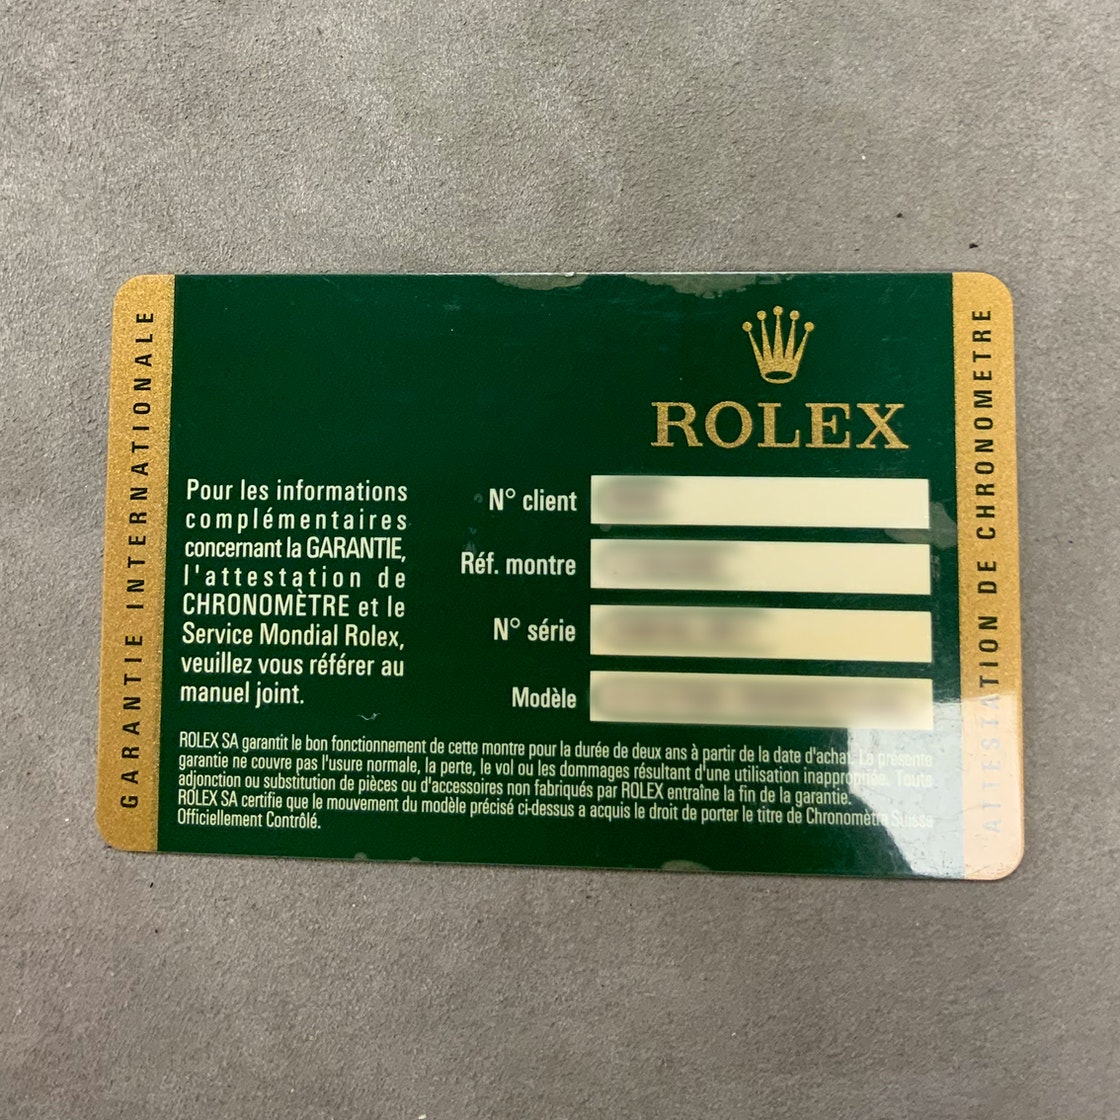 GARANTIE INTERNATIONALE
ROLEX
Pour les informations
complémentaires
concernant la GARANTIE,
l'attestation de
CHRONOMÈTRE et le
Service Mondial Rolex,
veuillez vous référer au
manuel joint.
N° client
Réf. montre
N° série
Modèle
ROLEX SA garantit le bon fonctionnement de cette montre pour la durée de deux ans à partir de la date d'achat. La présente
garantie ne couvre pas l'usure normale, la perte, le vol ou les dommages résultant d'une utilisation inappropriée. Touts
adjonction ou substitution de pièces ou d'accessoires non fabriqués par ROLEX entraîne la fin de la garantie.
ROLEX SA certifie que le mouvement du modèle précisé ci-dessus a acquis le droit de porter le titre de Chronomètre Suisse
Officiellement Contrôlé.
ATTESTATION DE CHRONOMETRE